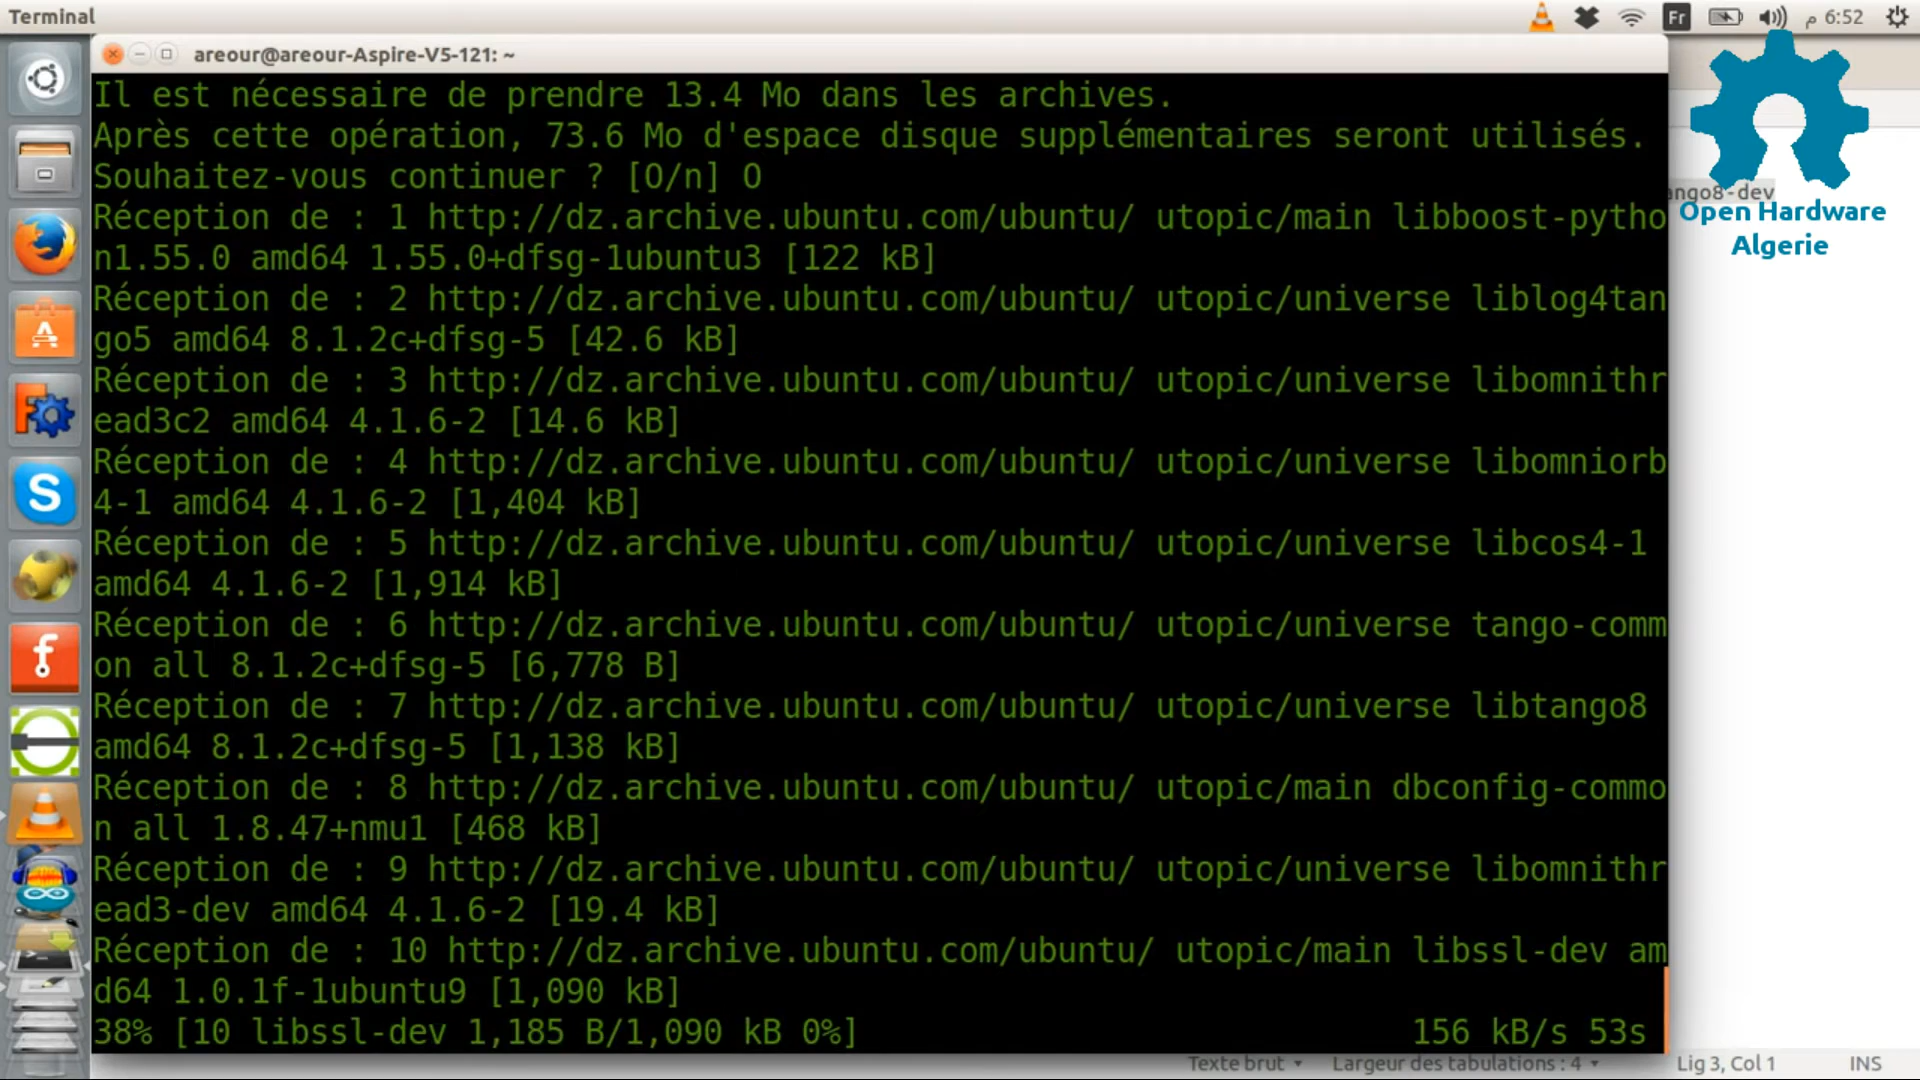 Terminal
Fr
م 6:52
areour@areour-Aspire-V5-121: ~
Il est nécessaire de prendre 13.4 Mo dans les archives.
Après cette opération, 73.6 Mo d'espace disque supplémentaires seront utilisés.
Souhaitez-vous continuer ? [O/n] O
Réception de : 1 http://dz.archive.ubuntu.com/ubuntu/ utopic/main libboost-pytho
n1.55.0 amd64 1.55.0+dfsg-1ubuntu3 [122 kB]
Réception de : 2 http://dz.archive.ubuntu.com/ubuntu/ utopic/universe liblog4tan
go5 amd64 8.1.2c+dfsg-5 [42.6 kB]
Réception de : 3 http://dz.archive.ubuntu.com/ubuntu/ utopic/universe libomnithr
ead3c2 amd64 4.1.6-2 [14.6 kB]
Réception de : 4 http://dz.archive.ubuntu.com/ubuntu/ utopic/universe libomniorb
4-1 amd64 4.1.6-2 [1,404 kB]
Réception de : 5 http://dz.archive.ubuntu.com/ubuntu/ utopic/universe libcos4-1
amd64 4.1.6-2 [1,914 kB]
Réception de : 6 http://dz.archive.ubuntu.com/ubuntu/ utopic/universe tango-comm
on all 8.1.2c+dfsg-5 [6,778 B]
Réception de : 7 http://dz.archive.ubuntu.com/ubuntu/ utopic/universe libtango8
amd64 8.1.2c+dfsg-5 [1,138 kB]
Réception de : 8 http://dz.archive.ubuntu.com/ubuntu/ utopic/main dbconfig-commo
n all 1.8.47+nmu1 [468 kB]
Réception de : 9 http://dz.archive.ubuntu.com/ubuntu/ utopic/universe libomnithr
ead3-dev amd64 4.1.6-2 [19.4 kB]
Réception de : 10 http://dz.archive.ubuntu.com/ubuntu/ utopic/main libssl-dev am
d64 1.0.1f-1ubuntu9 [1,090 kB]
38% [10 libssl-dev 1,185 B/1,090 kB 0%] 156 kB/s 53s
ango8-dev
Open Hardware
Algerie
Texte brut Largeur des tabulations : 4 Lig 3, Col 1 INS